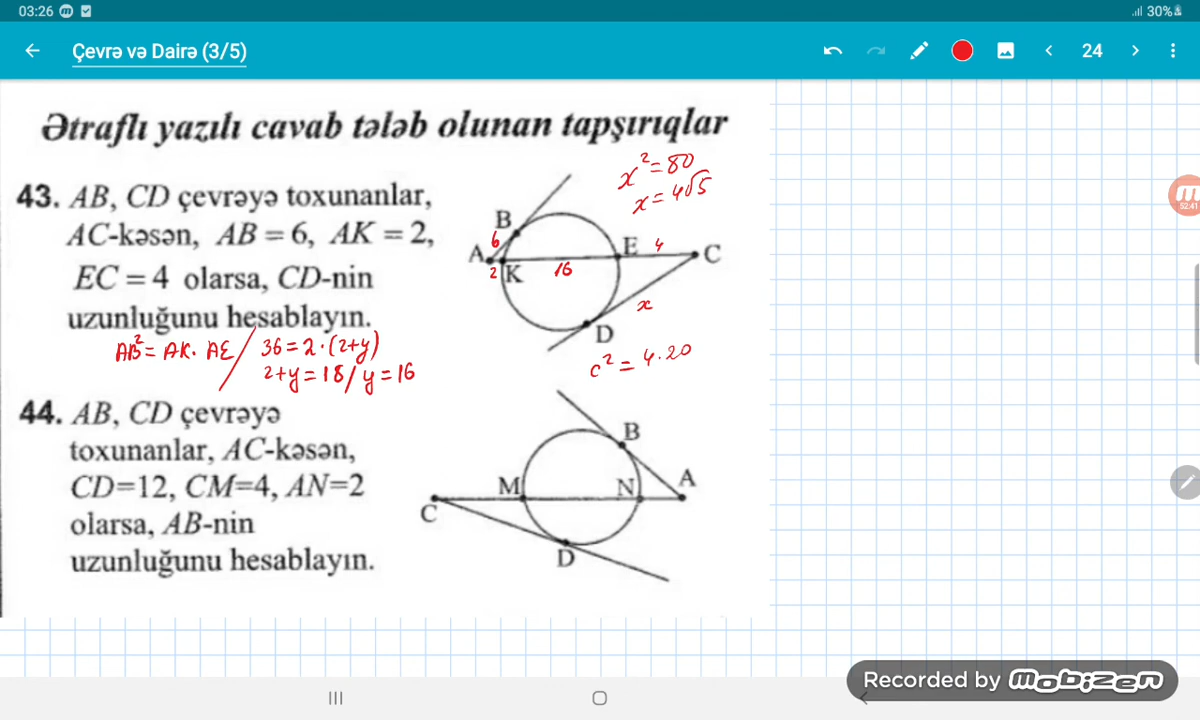 03:26
30%
Çevrə və Dairə (3/5)
24
Ətraflı yazılı cavab tələb olunan tapşırıqlar
43. AB, CD çevrəyə toxunanlar,
AC-kəsən, AB = 6, AK = 2,
EC = 4 olarsa, CD-nin
uzunluğunu hesablayın.
x² = 80
x = 4√5
B
6
A
2
K
16
E
4
C
x
D
c² = 4·20
AB² = AK· AE / 36 = 2·(2+y)
2+y = 18 / y = 16
44. AB, CD çevrəyə
toxunanlar, AC-kəsən,
CD=12, CM=4, AN=2
olarsa, AB-nin
uzunluğunu hesablayın.
B
A
M
N
C
D
52:41
Recorded by mobizen